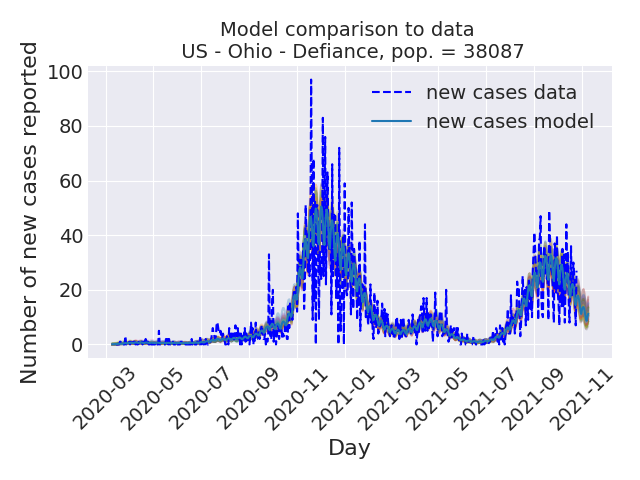 Model comparison to data
US - Ohio - Defiance, pop. = 38087
Number of new cases reported
100
80
60
40
20
0
new cases data
new cases model
2020-03
2020-05
2020-07
2020-09
2020-11
2021-01
2021-03
2021-05
2021-07
2021-09
2021-11
Day